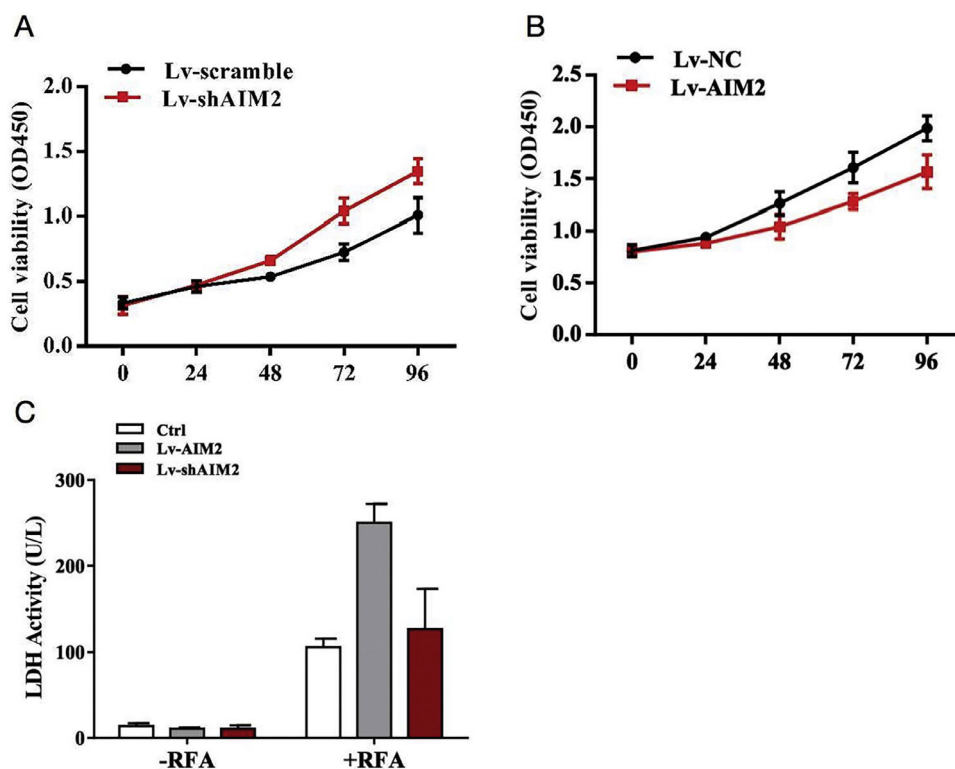 A
Lv-scramble
Lv-shAIM2
Cell viability (OD450)
2.0
1.5
1.0
0.5
0.0
0 24 48 72 96
B
Lv-NC
Lv-AIM2
Cell viability (OD450)
2.5
2.0
1.5
1.0
0.5
0.0
0 24 48 72 96
C
Ctrl
Lv-AIM2
Lv-shAIM2
LDH Activity (U/L)
300
200
100
0
-RFA +RFA